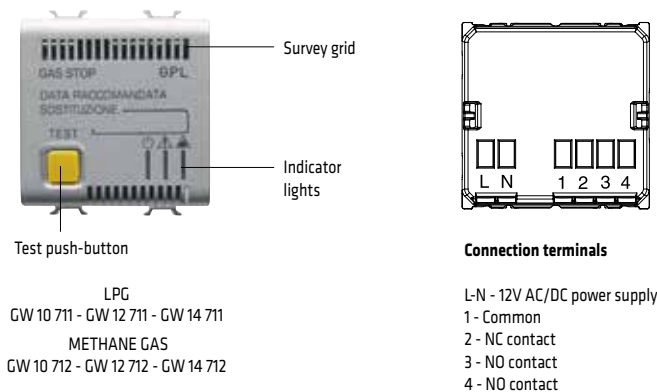 Survey grid
GAS STOP GPL
DATA RACCOMANDATA
SOSTITUZIONE
TEST
Indicator
lights
Test push-button
LPG
GW 10 711 - GW 12 711 - GW 14 711
METHANE GAS
GW 10 712 - GW 12 712 - GW 14 712
L N 1 2 3 4
Connection terminals
L-N - 12V AC/DC power supply
1 - Common
2 - NC contact
3 - NO contact
4 - NO contact